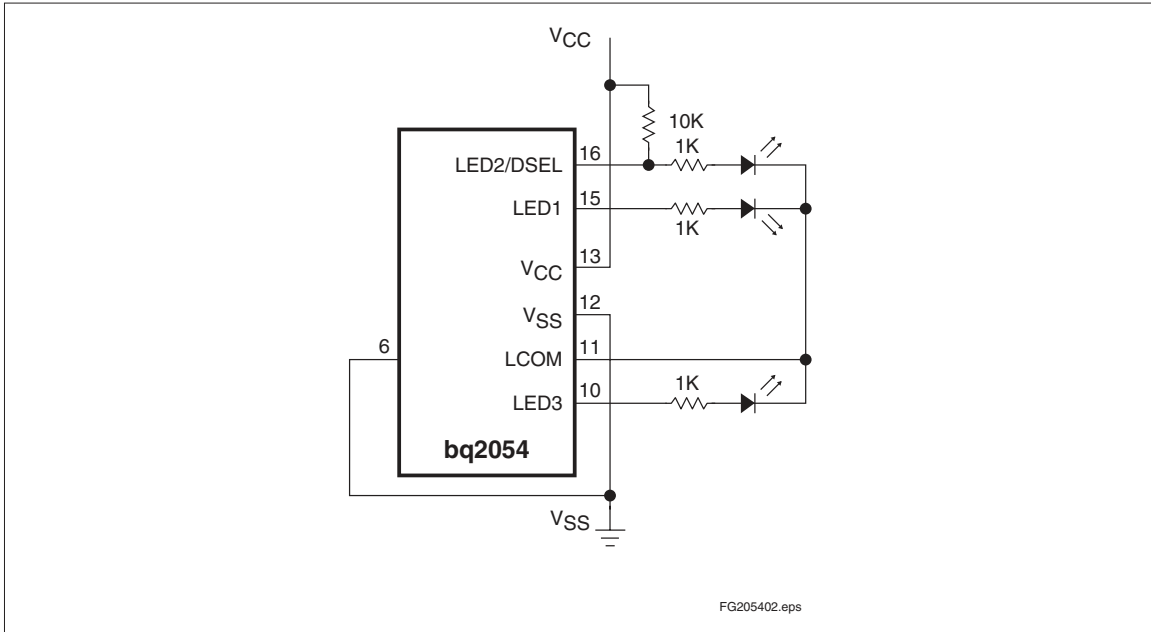 VCC
10K
1K
16
LED2/DSEL
15
LED1
1K
13
VCC
12
VSS
6
11
LCOM
1K
10
LED3
bq2054
VSS
FG205402.eps